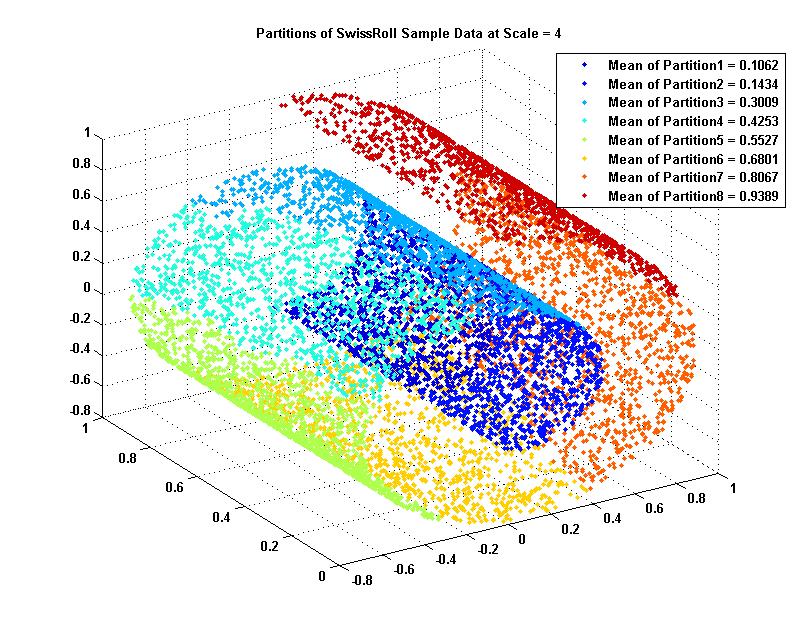 Partitions of SwissRoll Sample Data at Scale = 4
Mean of Partition1 = 0.1062
Mean of Partition2 = 0.1434
Mean of Partition3 = 0.3009
Mean of Partition4 = 0.4253
Mean of Partition5 = 0.5527
Mean of Partition6 = 0.6801
Mean of Partition7 = 0.8067
Mean of Partition8 = 0.9389
1
0.8
0.6
0.4
0.2
0
-0.2
-0.4
-0.6
-0.8
1
0.8
0.6
0.4
0.2
0
-0.8
-0.6
-0.4
-0.2
0
0.2
0.4
0.6
0.8
1